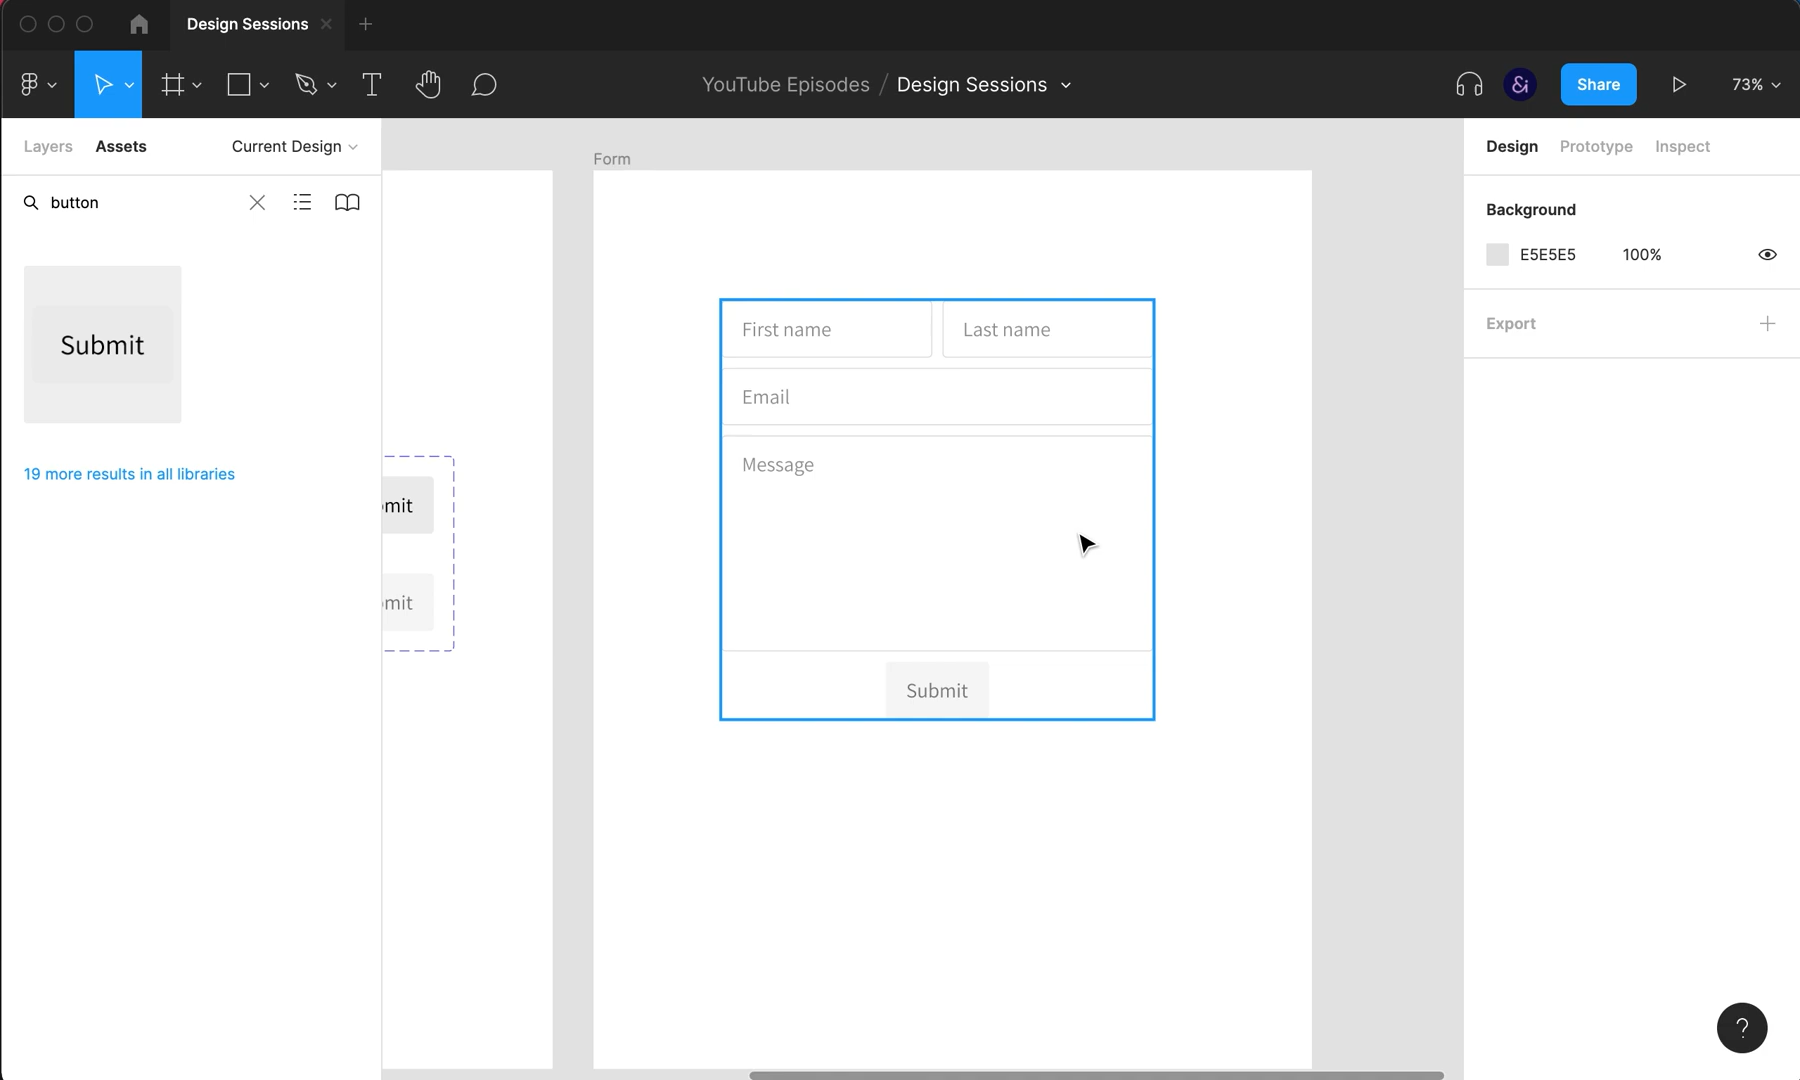 Design Sessions
YouTube Episodes / Design Sessions
&i
Share
73%
Layers
Assets
Current Design
button
Submit
19 more results in all libraries
mit
mit
Form
First name
Last name
Email
Message
Submit
Design
Prototype
Inspect
Background
E5E5E5
100%
Export
?